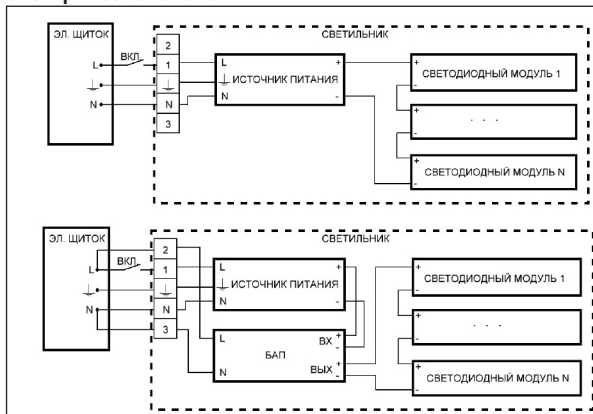 ЭЛ. ЩИТОК
СВЕТИЛЬНИК
ВКЛ.
L
N
2
1
N
3
L
N
ИСТОЧНИК ПИТАНИЯ
+
-
+
СВЕТОДИОДНЫЙ МОДУЛЬ 1
-
+
. . .
-
+
СВЕТОДИОДНЫЙ МОДУЛЬ N
-
ЭЛ. ЩИТОК
СВЕТИЛЬНИК
ВКЛ.
L
N
2
1
N
3
L
N
ИСТОЧНИК ПИТАНИЯ
+
-
L
N
БАП
ВХ +
-
ВЫХ +
-
+
СВЕТОДИОДНЫЙ МОДУЛЬ 1
-
+
. . .
-
+
СВЕТОДИОДНЫЙ МОДУЛЬ N
-